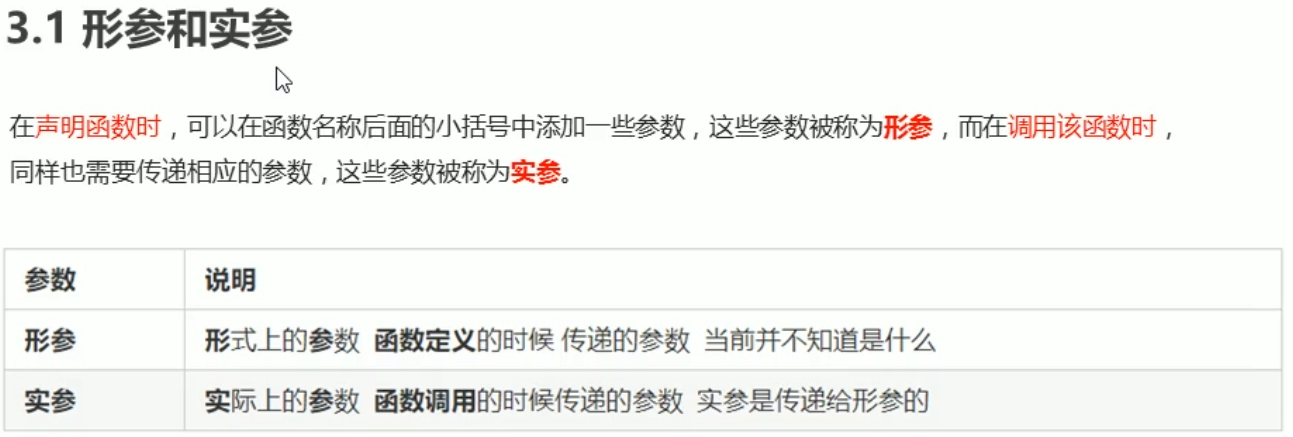 3.1 形参和实参
在声明函数时，可以在函数名称后面的小括号中添加一些参数，这些参数被称为形参，而在调用该函数时，
同样也需要传递相应的参数，这些参数被称为实参。
参数 说明
形参 形式上的参数 函数定义的时候 传递的参数 当前并不知道是什么
实参 实际上的参数 函数调用的时候传递的参数 实参是传递给形参的